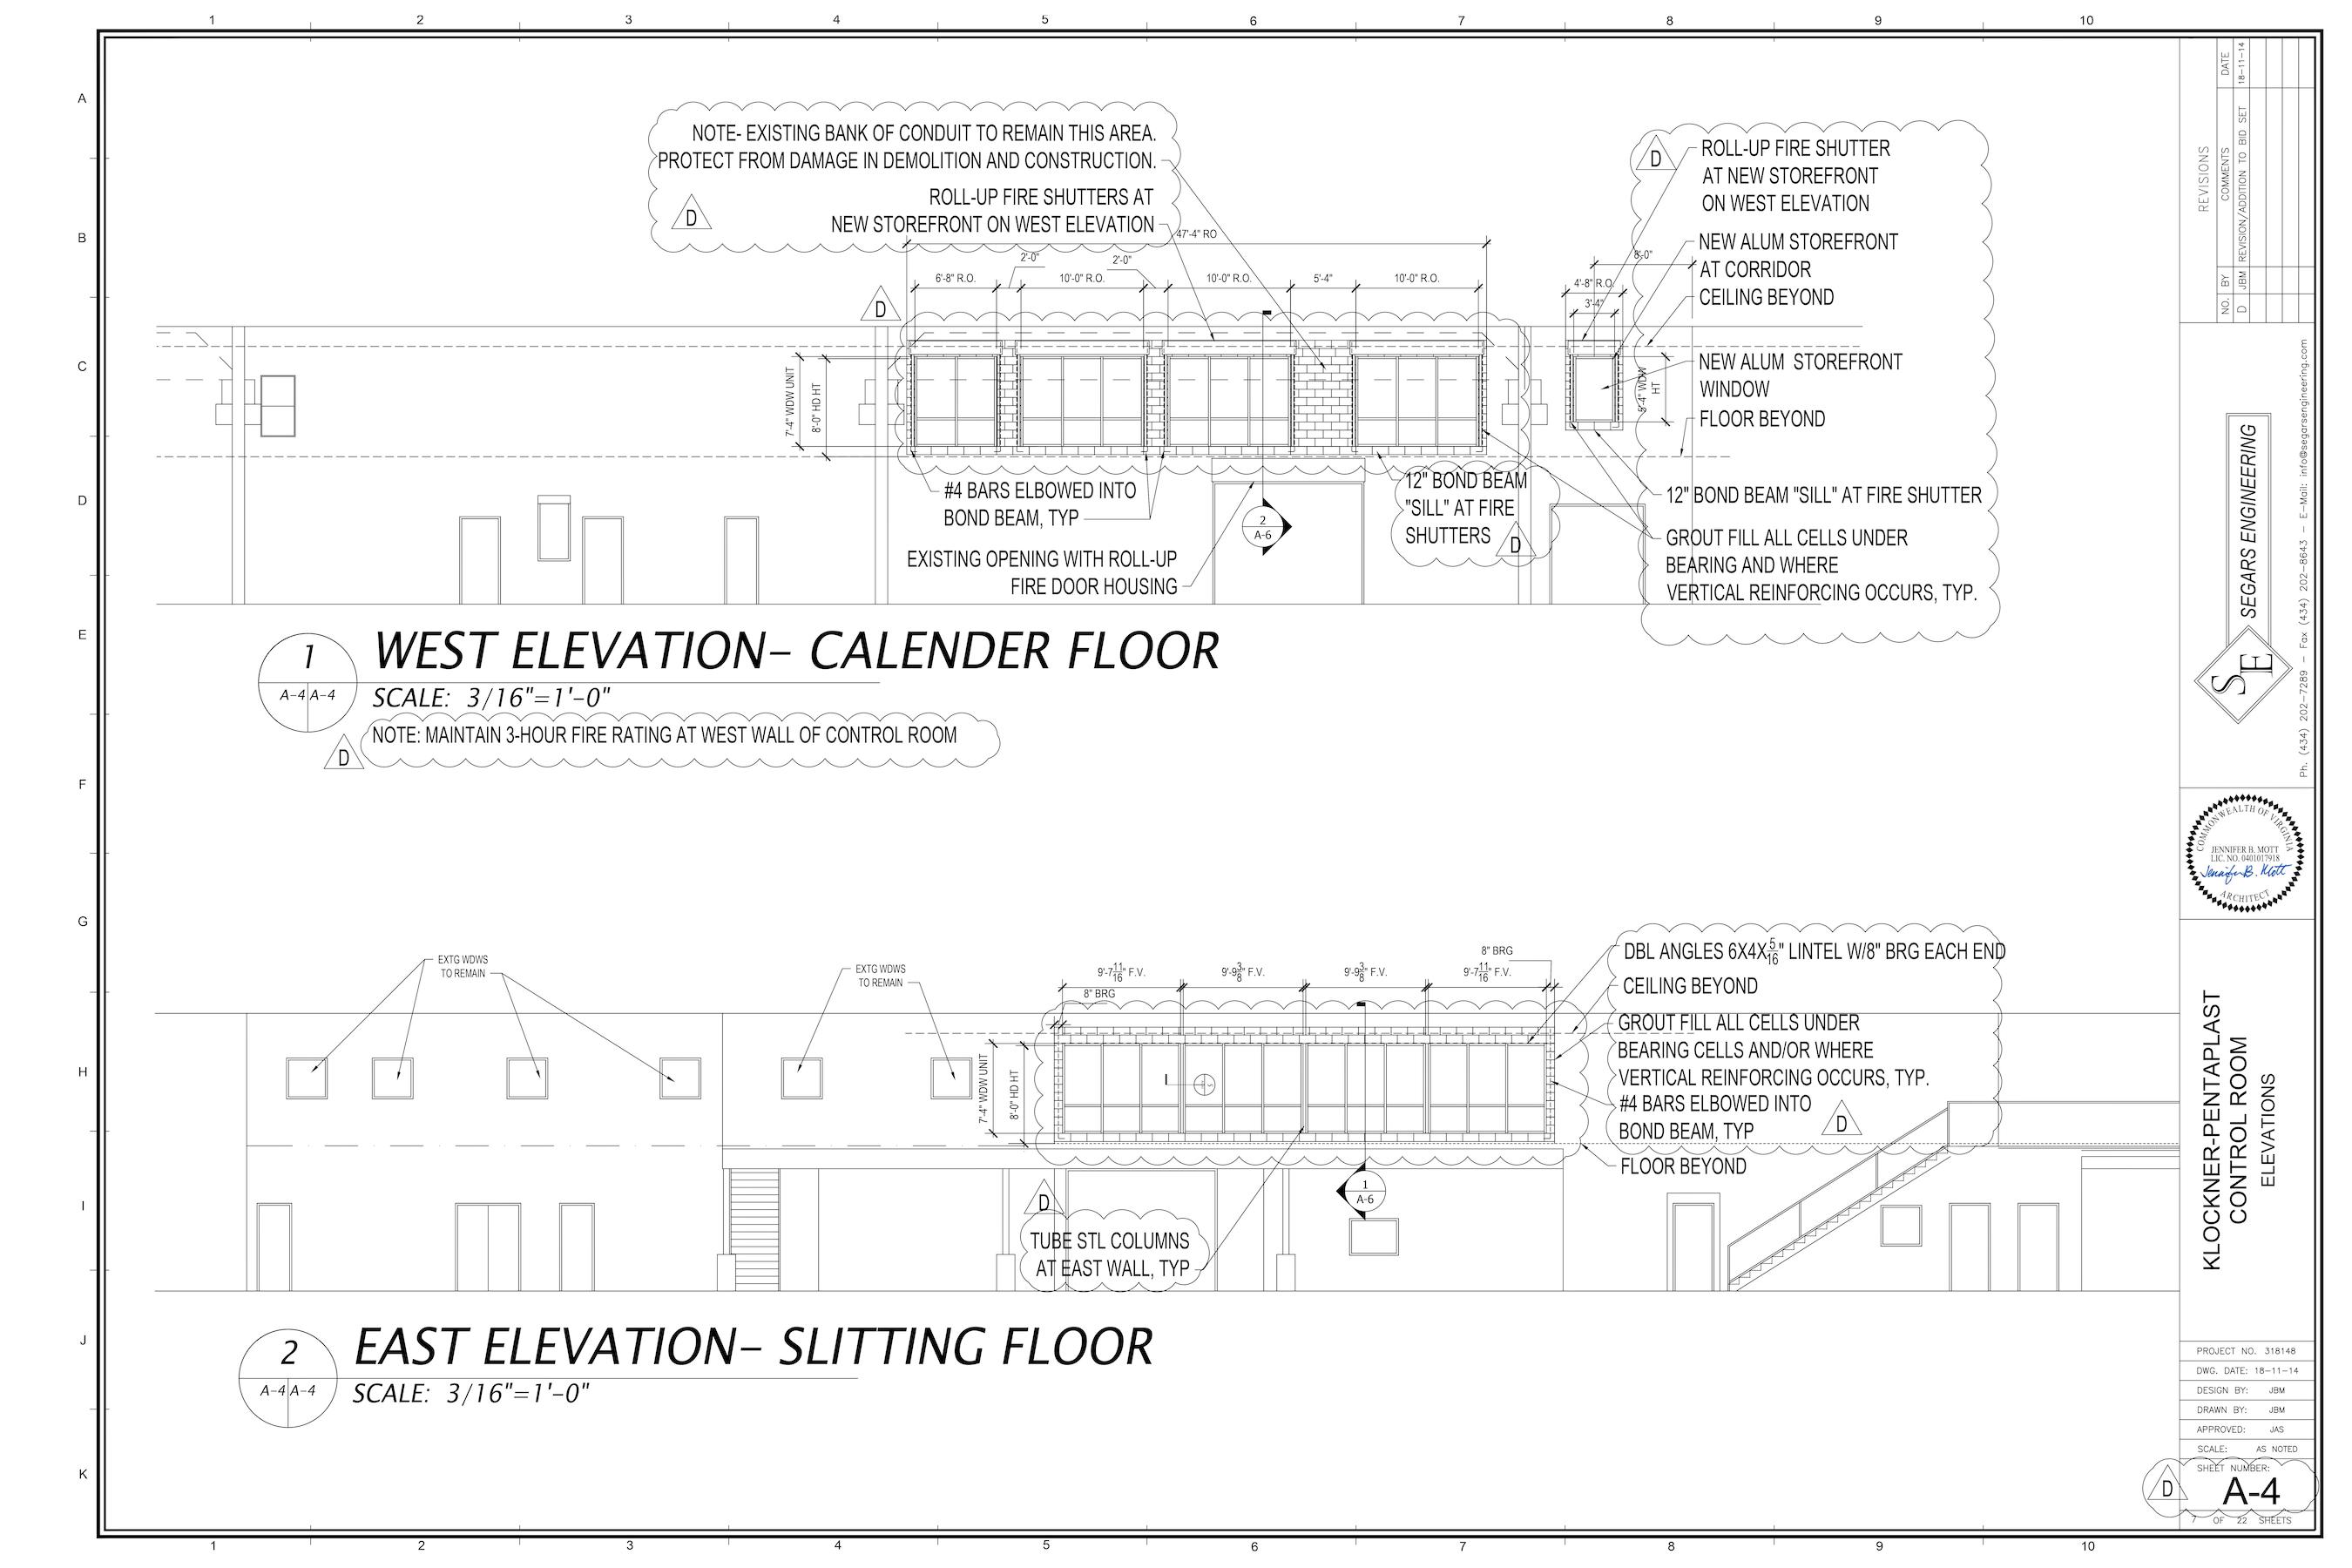 1 2 3 4 5 6 7 8 9 10
A
B
C
D
E
F
G
H
I
J
K
NOTE- EXISTING BANK OF CONDUIT TO REMAIN THIS AREA.
PROTECT FROM DAMAGE IN DEMOLITION AND CONSTRUCTION.
D
ROLL-UP FIRE SHUTTERS AT
NEW STOREFRONT ON WEST ELEVATION
47'-4" RO
2'-0"
2'-0"
6'-8" R.O.
10'-0" R.O.
10'-0" R.O.
5'-4"
10'-0" R.O.
D
7'-4" WDW UNIT
8'-0" HD HT
D
ROLL-UP FIRE SHUTTER
AT NEW STOREFRONT
ON WEST ELEVATION
NEW ALUM STOREFRONT
AT CORRIDOR
CEILING BEYOND
8'-0"
4'-8" R.O.
3'-4"
5'-4" WDW
HT
NEW ALUM STOREFRONT
WINDOW
FLOOR BEYOND
12" BOND BEAM "SILL" AT FIRE SHUTTER
GROUT FILL ALL CELLS UNDER
BEARING AND WHERE
VERTICAL REINFORCING OCCURS, TYP.
#4 BARS ELBOWED INTO
BOND BEAM, TYP
EXISTING OPENING WITH ROLL-UP
FIRE DOOR HOUSING
2
A-6
12" BOND BEAM
"SILL" AT FIRE
SHUTTERS
D
1
A-4 A-4
WEST ELEVATION- CALENDER FLOOR
SCALE: 3/16"=1'-0"
D
NOTE: MAINTAIN 3-HOUR FIRE RATING AT WEST WALL OF CONTROL ROOM
EXTG WDWS
TO REMAIN
EXTG WDWS
TO REMAIN
8" BRG
9'-7 11/16" F.V.
9'-9 3/8" F.V.
9'-9 3/8" F.V.
9'-7 11/16" F.V.
8" BRG
7'-4" WDW UNIT
8'-0" HD HT
DBL ANGLES 6X4X 5/16" LINTEL W/8" BRG EACH END
CEILING BEYOND
GROUT FILL ALL CELLS UNDER
BEARING CELLS AND/OR WHERE
VERTICAL REINFORCING OCCURS, TYP.
#4 BARS ELBOWED INTO
BOND BEAM, TYP
D
FLOOR BEYOND
1
A-6
D
TUBE STL COLUMNS
AT EAST WALL, TYP
2
A-4 A-4
EAST ELEVATION- SLITTING FLOOR
SCALE: 3/16"=1'-0"
REVISIONS
NO. BY COMMENTS DATE
D JBM REVISION/ADDITION TO BID SET 18-11-14
SEGARS ENGINEERING
SE
Ph. (434) 202-7289 - Fax (434) 202-8643 - E-Mail: info@segarsengineering.com
COMMONWEALTH OF VIRGINIA
JENNIFER B. MOTT
LIC. NO. 0401017918
Jennifer B. Mott
ARCHITECT
KLOCKNER-PENTAPLAST
CONTROL ROOM
ELEVATIONS
PROJECT NO. 318148
DWG. DATE: 18-11-14
DESIGN BY: JBM
DRAWN BY: JBM
APPROVED: JAS
SCALE: AS NOTED
SHEET NUMBER:
D
A-4
7 OF 22 SHEETS
1 2 3 4 5 6 7 8 9 10